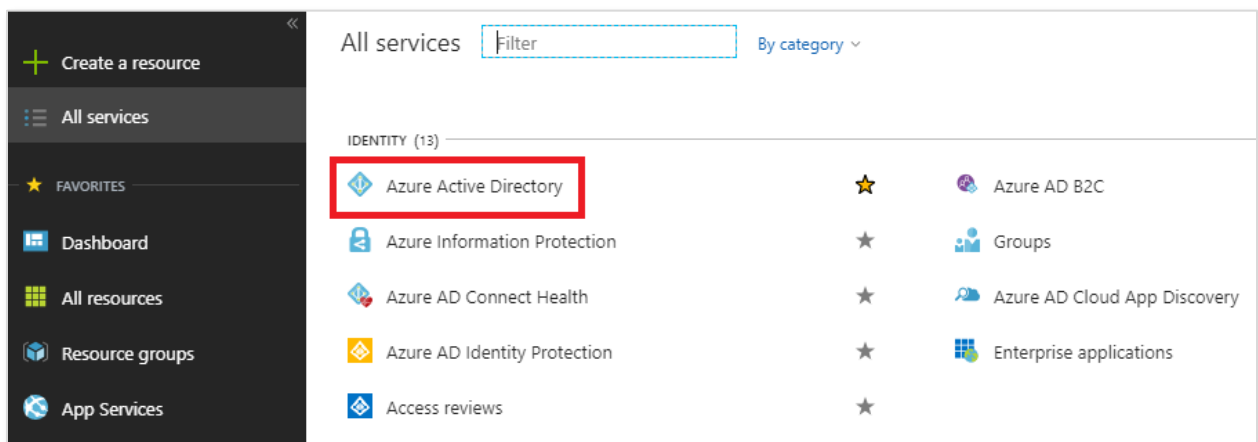 «
Create a resource
All services
FAVORITES
Dashboard
All resources
Resource groups
App Services
All services
Filter
By category
IDENTITY (13)
Azure Active Directory
Azure AD B2C
Azure Information Protection
Groups
Azure AD Connect Health
Azure AD Cloud App Discovery
Azure AD Identity Protection
Enterprise applications
Access reviews